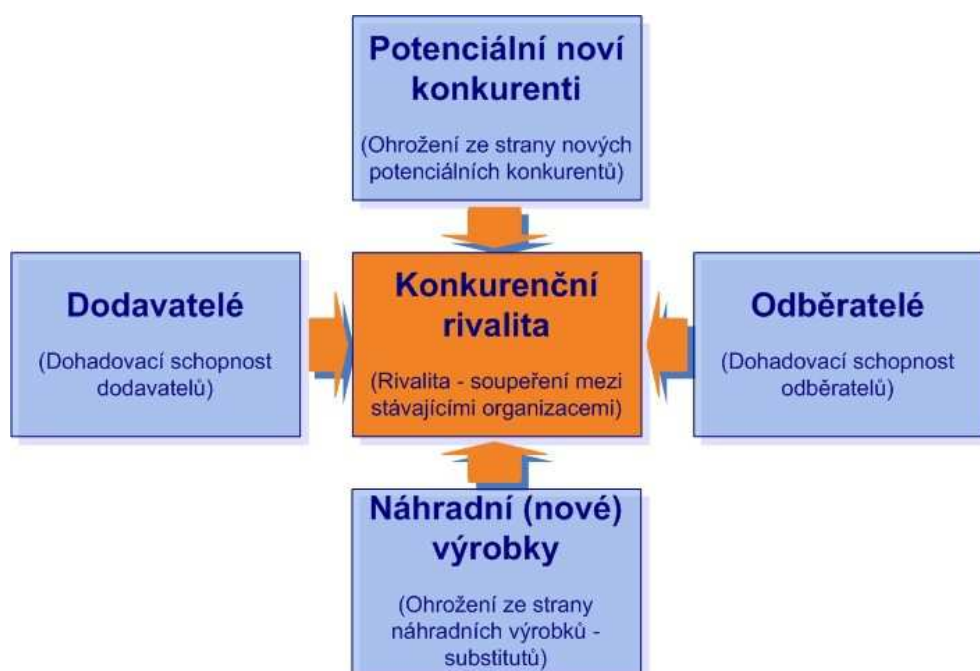 Potenciální noví
konkurenti
(Ohrožení ze strany nových
potenciálních konkurentů)
Dodavatelé
(Dohadovací schopnost
dodavatelů)
Konkurenční
rivalita
(Rivalita - soupeření mezi
stávajícími organizacemi)
Odběratelé
(Dohadovací schopnost
odběratelů)
Náhradní (nové)
výrobky
(Ohrožení ze strany
náhradních výrobků -
substitutů)